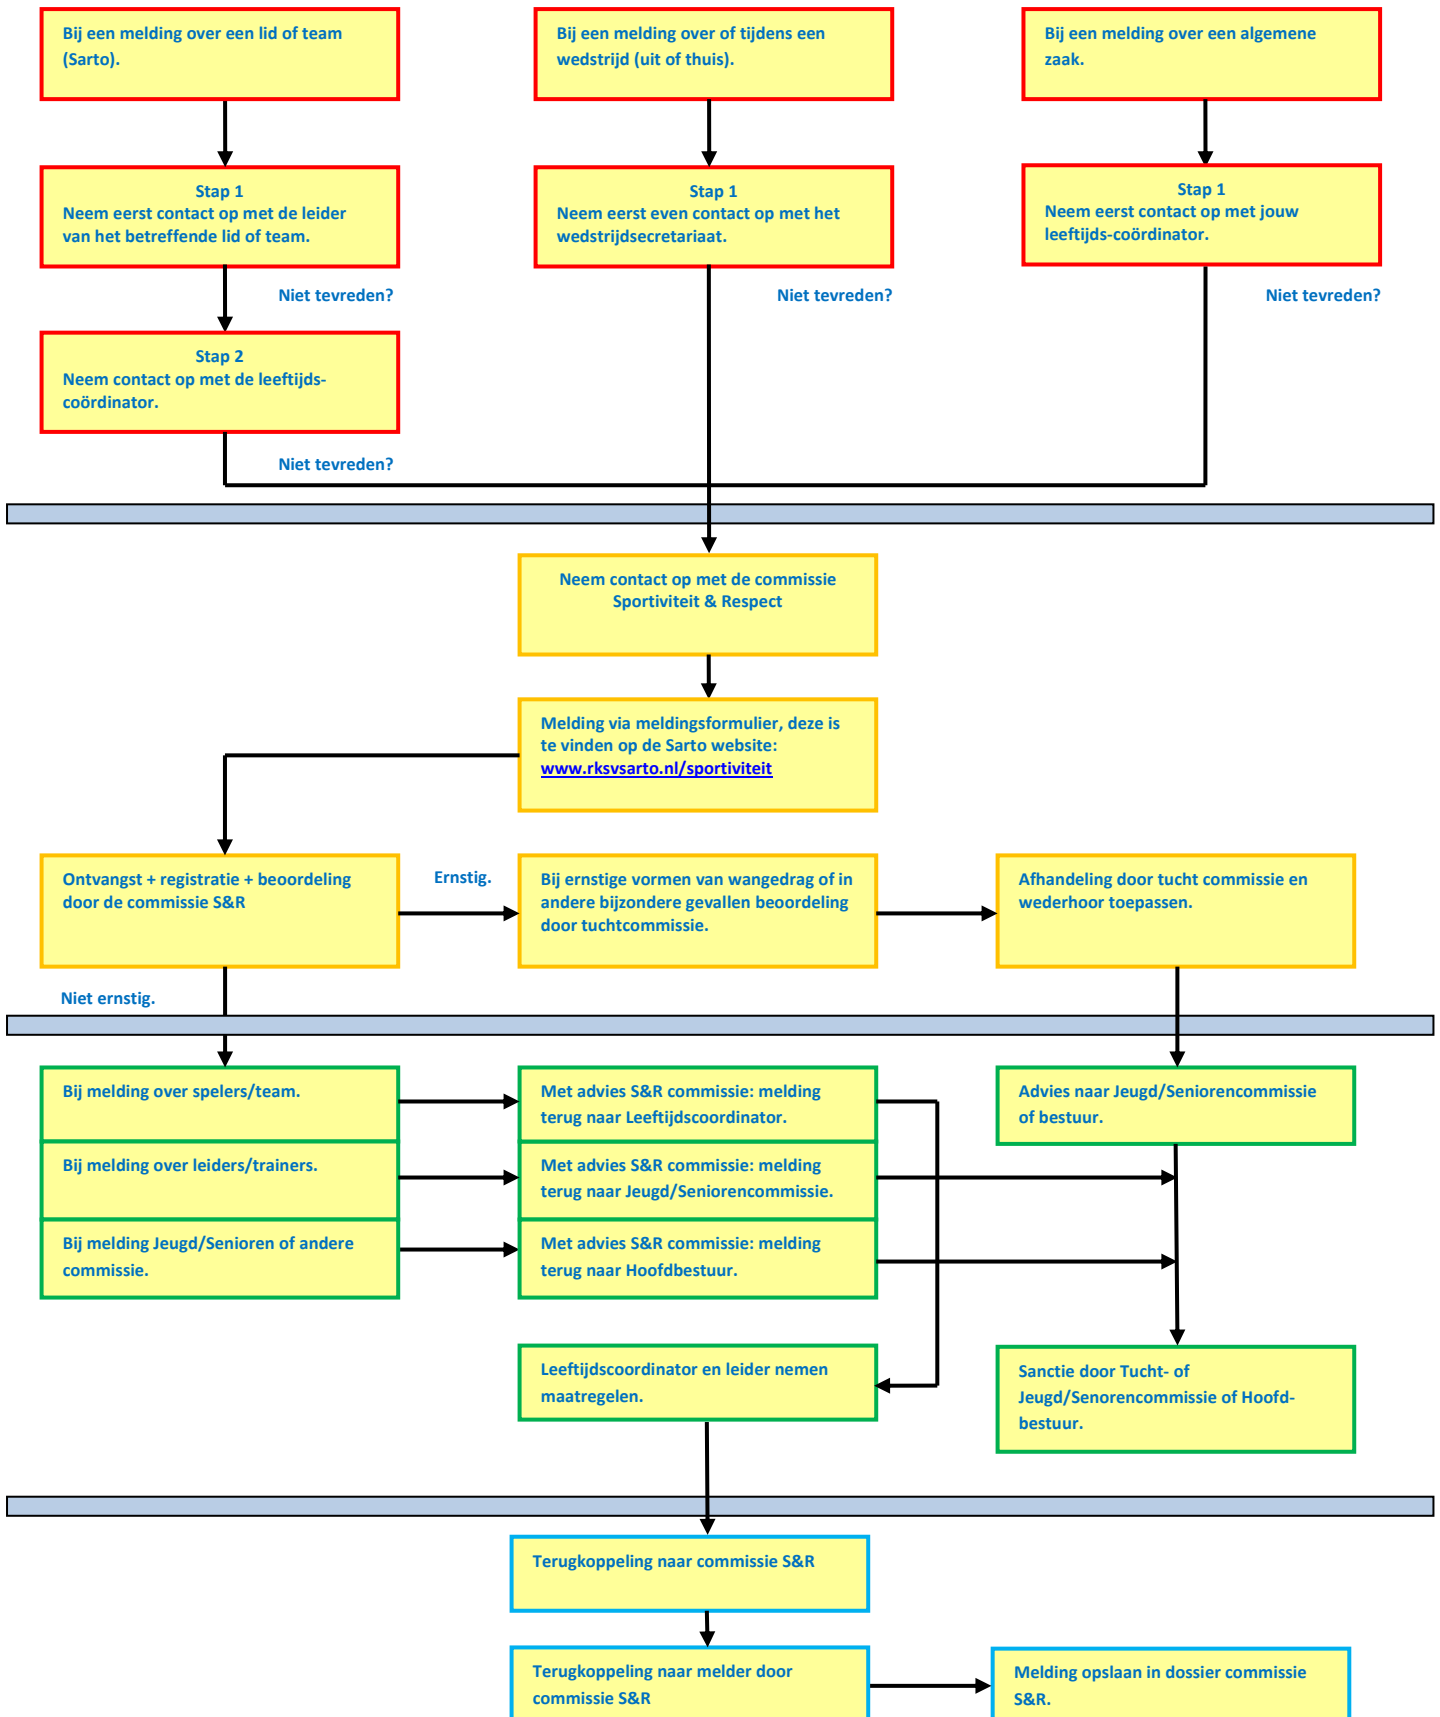 Bij een melding over een lid of team
(Sarto).
Bij een melding over of tijdens een
wedstrijd (uit of thuis).
Bij een melding over een algemene
zaak.
Stap 1
Neem eerst contact op met de leider
van het betreffende lid of team.
Stap 1
Neem eerst even contact op met het
wedstrijdsecretariaat.
Stap 1
Neem eerst contact op met jouw
leeftijds-coördinator.
Niet tevreden?
Niet tevreden?
Niet tevreden?
Stap 2
Neem contact op met de leeftijds-
coördinator.
Niet tevreden?
Neem contact op met de commissie
Sportiviteit & Respect
Melding via meldingsformulier, deze is
te vinden op de Sarto website:
www.rksvsarto.nl/sportiviteit
Ontvangst + registratie + beoordeling
door de commissie S&R
Ernstig.
Bij ernstige vormen van wangedrag of in
andere bijzondere gevallen beoordeling
door tuchtcommissie.
Afhandeling door tucht commissie en
wederhoor toepassen.
Niet ernstig.
Bij melding over spelers/team.
Met advies S&R commissie: melding
terug naar Leeftijdscoordinator.
Advies naar Jeugd/Seniorencommissie
of bestuur.
Bij melding over leiders/trainers.
Met advies S&R commissie: melding
terug naar Jeugd/Seniorencommissie.
Bij melding Jeugd/Senioren of andere
commissie.
Met advies S&R commissie: melding
terug naar Hoofdbestuur.
Leeftijdscoordinator en leider nemen
maatregelen.
Sanctie door Tucht- of
Jeugd/Senorencommissie of Hoofd-
bestuur.
Terugkoppeling naar commissie S&R
Terugkoppeling naar melder door
commissie S&R
Melding opslaan in dossier commissie
S&R.